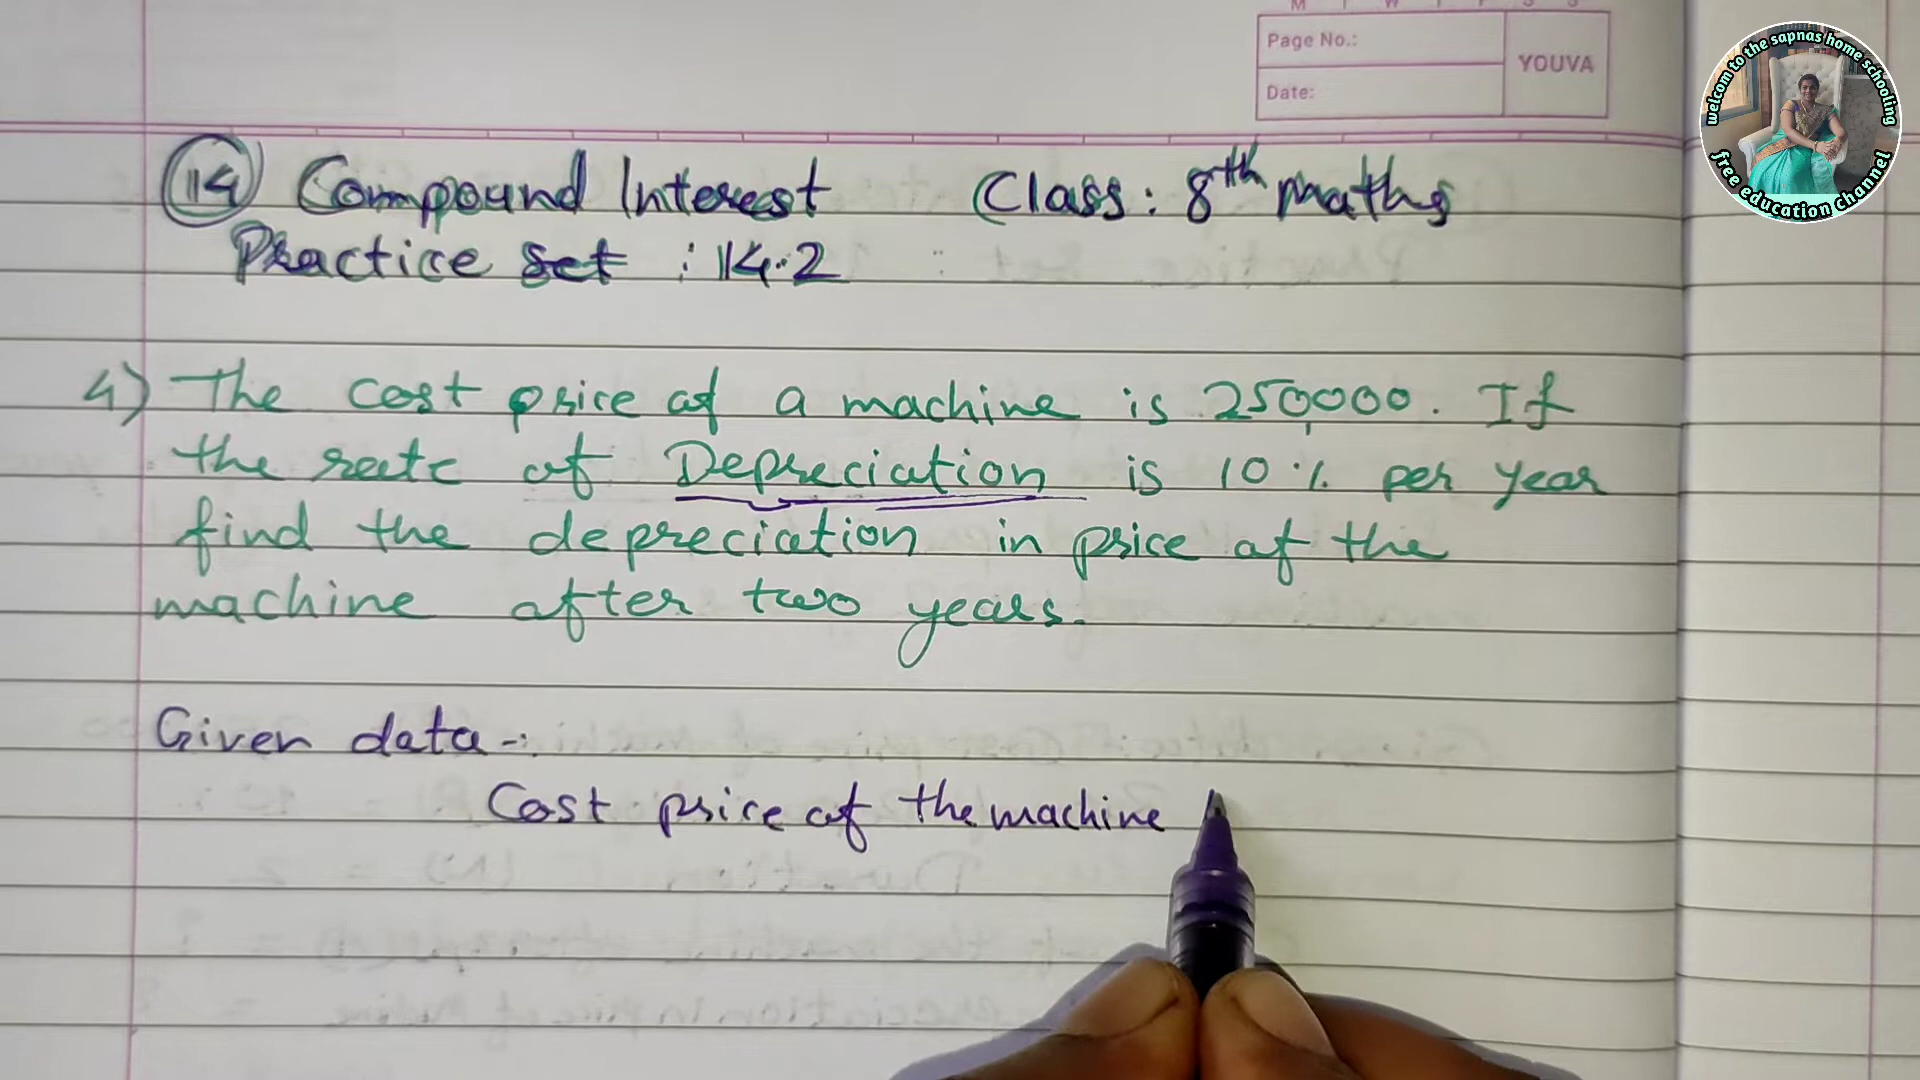 M T W T F S S
Page No.:
YOUVA
Date:
welcom to the sapnas home schooling
free education channel
14 Compound Interest Class: 8th maths
Practice Set : 14.2
4) The cost price of a machine is 250000. If
the rate of Depreciation is 10 % per year
find the depreciation in price of the
machine after two years.
Given data -:
Cost price of the machine